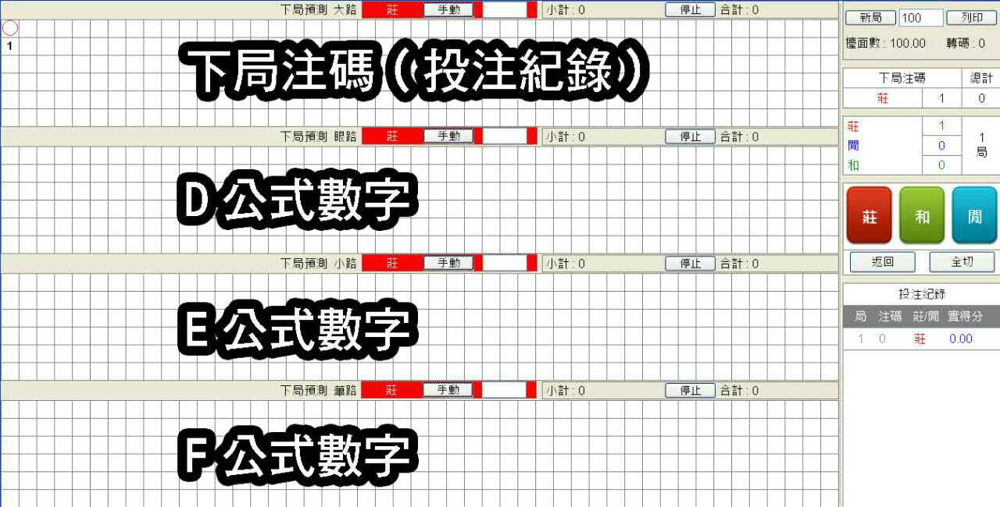 下局預測 大路 莊 手動 小計 : 0 停止 合計 : 0
1
下局注碼（投注紀錄）
下局預測 眼路 莊 手動 小計 : 0 停止 合計 : 0
D 公式數字
下局預測 小路 莊 手動 小計 : 0 停止 合計 : 0
E 公式數字
下局預測 筆路 莊 手動 小計 : 0 停止 合計 : 0
F 公式數字
新局 100 列印
檯面數 : 100.00 轉碼 : 0
下局注碼 總計
莊 1 0
莊 1
閒 0
和 0
1
局
莊 和 閒
返回 全切
投注紀錄
局 注碼 莊/閒 實得分
1 0 莊 0.00